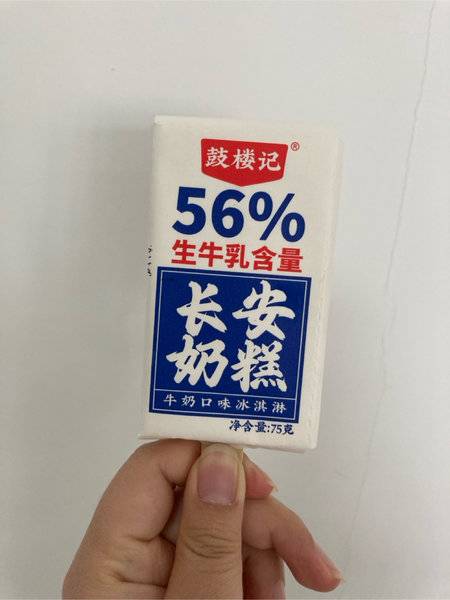 鼓楼记®
56%
生牛乳含量
长安
奶糕
牛奶口味冰淇淋
净含量:75克